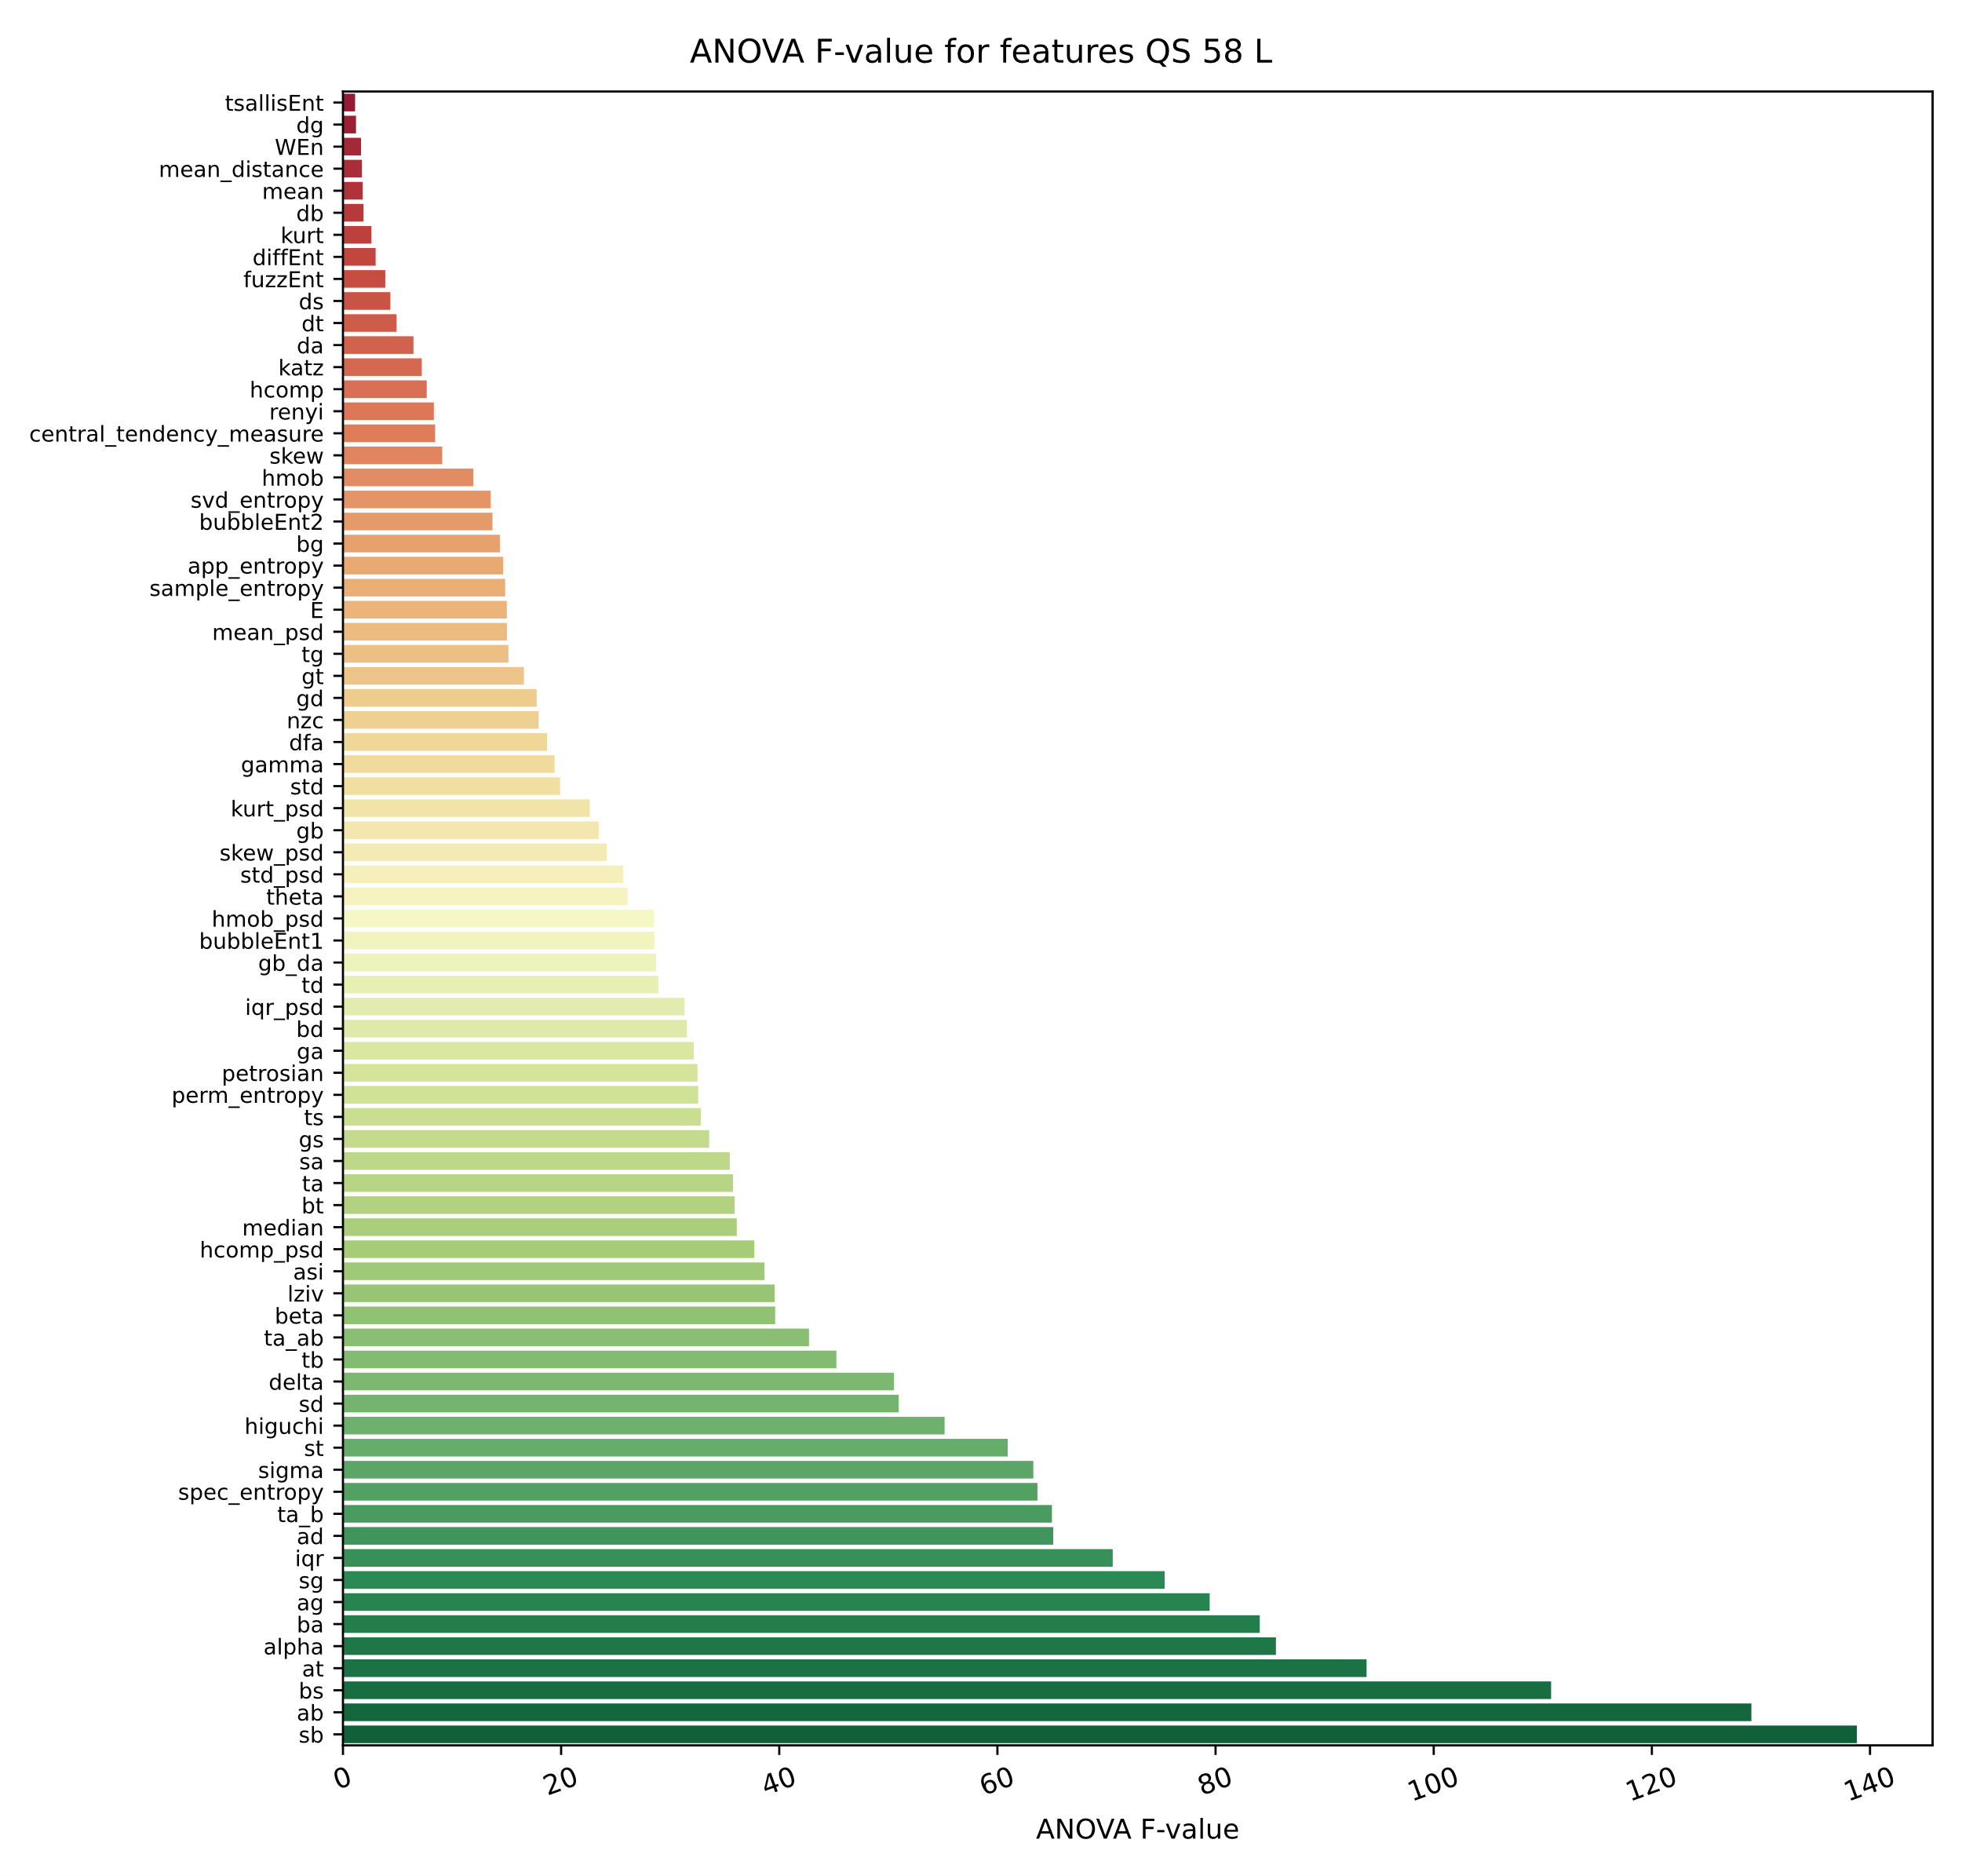 ANOVA F-value for features QS 58 L
tsallisEnt
dg
WEn
mean_distance
mean
db
kurt
diffEnt
fuzzEnt
ds
dt
da
katz
hcomp
renyi
central_tendency_measure
skew
hmob
svd_entropy
bubbleEnt2
bg
app_entropy
sample_entropy
E
mean_psd
tg
gt
gd
nzc
dfa
gamma
std
kurt_psd
gb
skew_psd
std_psd
theta
hmob_psd
bubbleEnt1
gb_da
td
iqr_psd
bd
ga
petrosian
perm_entropy
ts
gs
sa
ta
bt
median
hcomp_psd
asi
lziv
beta
ta_ab
tb
delta
sd
higuchi
st
sigma
spec_entropy
ta_b
ad
iqr
sg
ag
ba
alpha
at
bs
ab
sb
0 20 40 60 80 100 120 140
ANOVA F-value